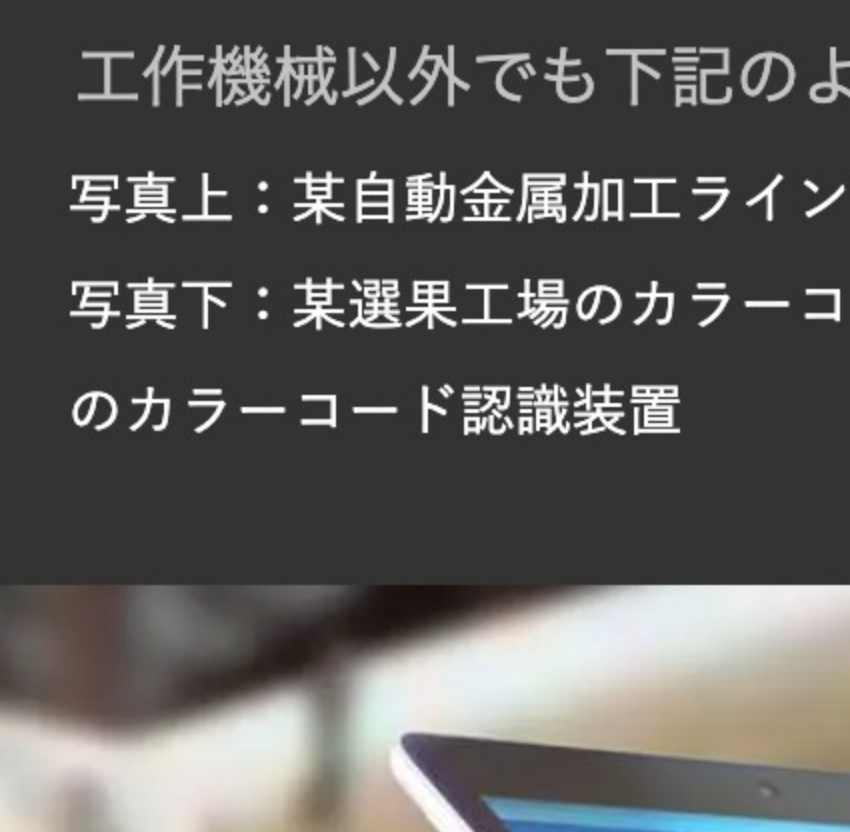 工作機械以外でも下記のよ
写真上：某自動金属加工ライン
写真下：某選果工場のカラーコ
のカラーコード認識装置